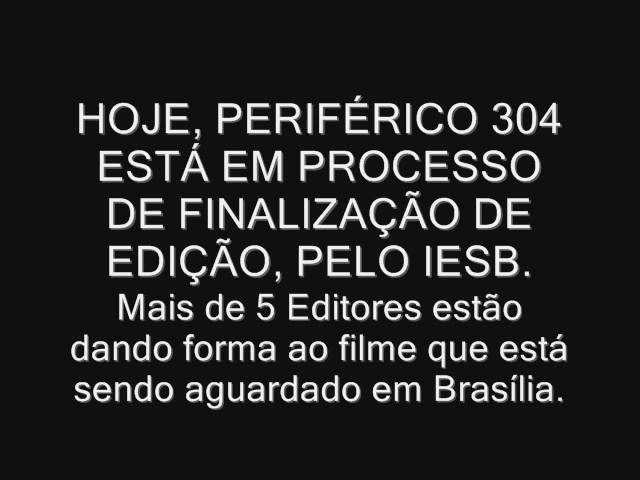 HOJE, PERIFÉRICO 304
ESTÁ EM PROCESSO
DE FINALIZAÇÃO DE
EDIÇÃO, PELO IESB.
Mais de 5 Editores estão
dando forma ao filme que está
sendo aguardado em Brasília.